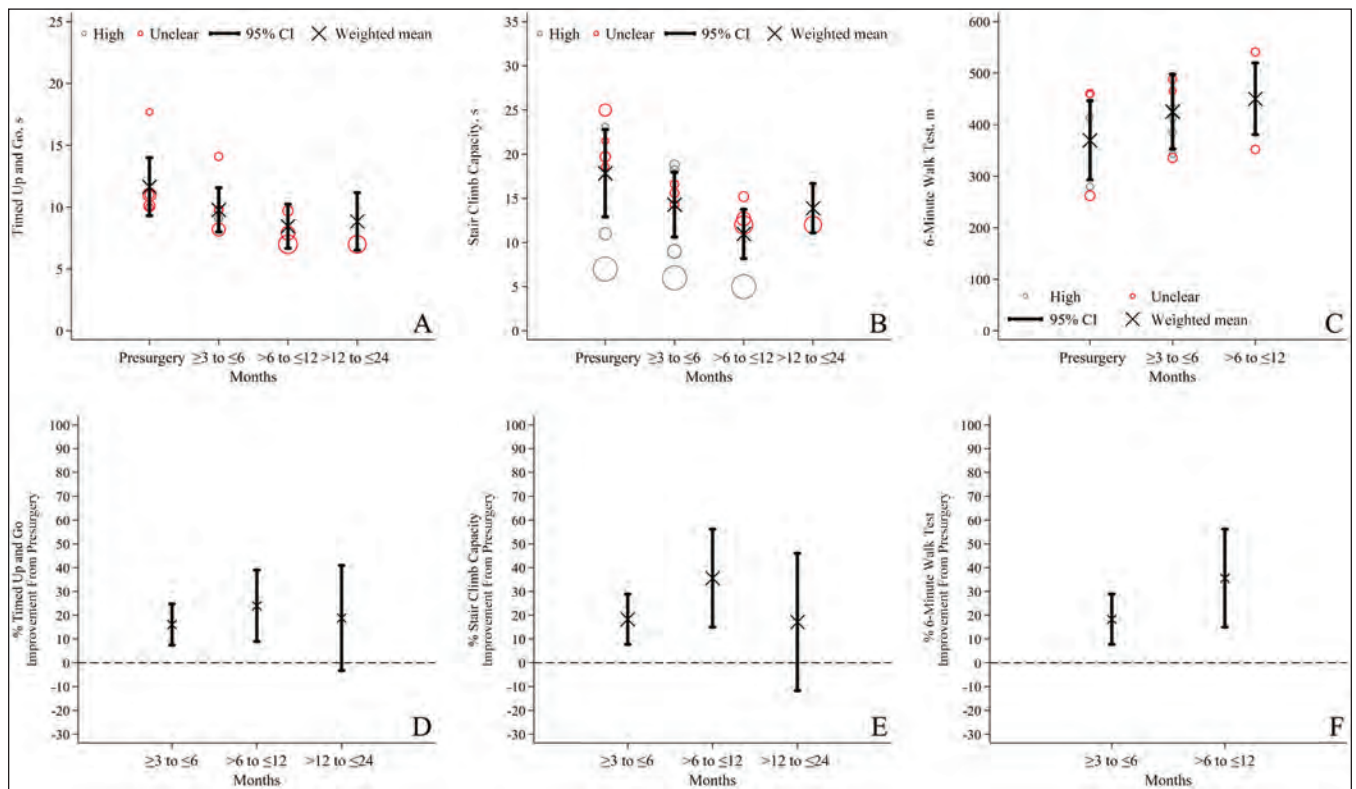 High Unclear 95% CI Weighted mean
Timed Up and Go, s
25
20
15
10
5
0
Presurgery ≥3 to ≤6 >6 to ≤12 >12 to ≤24
Months
A
High Unclear 95% CI Weighted mean
Stair Climb Capacity, s
35
30
25
20
15
10
5
0
Presurgery ≥3 to ≤6 >6 to ≤12 >12 to ≤24
Months
B
6-Minute Walk Test, m
600
500
400
300
200
100
0
High Unclear
95% CI Weighted mean
Presurgery ≥3 to ≤6 >6 to ≤12
Months
C
% Timed Up and Go
Improvement From Presurgery
100
90
80
70
60
50
40
30
20
10
0
-10
-20
-30
≥3 to ≤6 >6 to ≤12 >12 to ≤24
Months
D
% Stair Climb Capacity
Improvement From Presurgery
100
90
80
70
60
50
40
30
20
10
0
-10
-20
-30
≥3 to ≤6 >6 to ≤12 >12 to ≤24
Months
E
% 6-Minute Walk Test
Improvement From Presurgery
100
90
80
70
60
50
40
30
20
10
0
-10
-20
-30
≥3 to ≤6 >6 to ≤12
Months
F